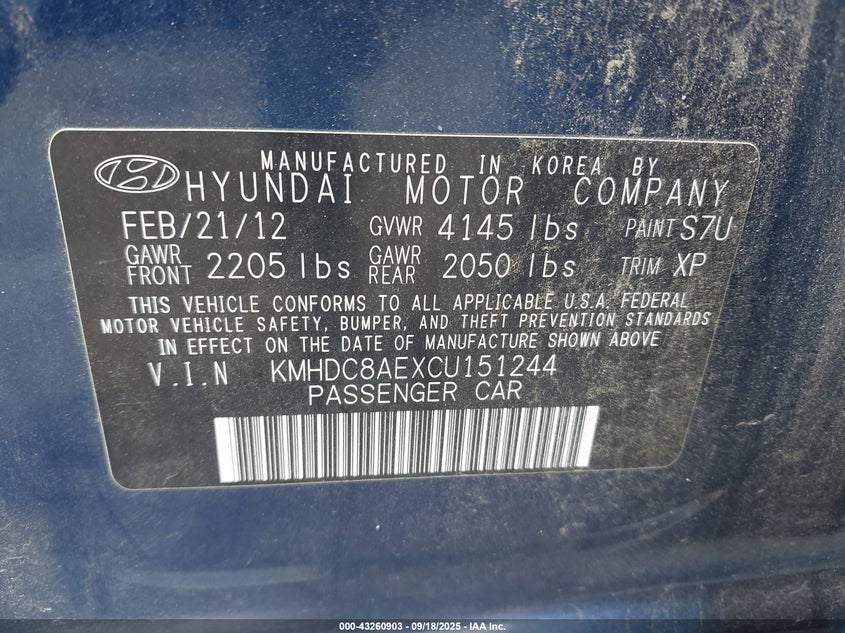 MANUFACTURED IN KOREA BY
HYUNDAI MOTOR COMPANY
FEB/21/12 GVWR 4145 lbs PAINT S7U
GAWR FRONT 2205 lbs GAWR REAR 2050 lbs TRIM XP
THIS VEHICLE CONFORMS TO ALL APPLICABLE U.S.A. FEDERAL
MOTOR VEHICLE SAFETY, BUMPER, AND THEFT PREVENTION STANDARDS
IN EFFECT ON THE DATE OF MANUFACTURE SHOWN ABOVE
V.I.N KMHDC8AEXCU151244
PASSENGER CAR
000-43260903 - 09/18/2025 - IAA Inc.